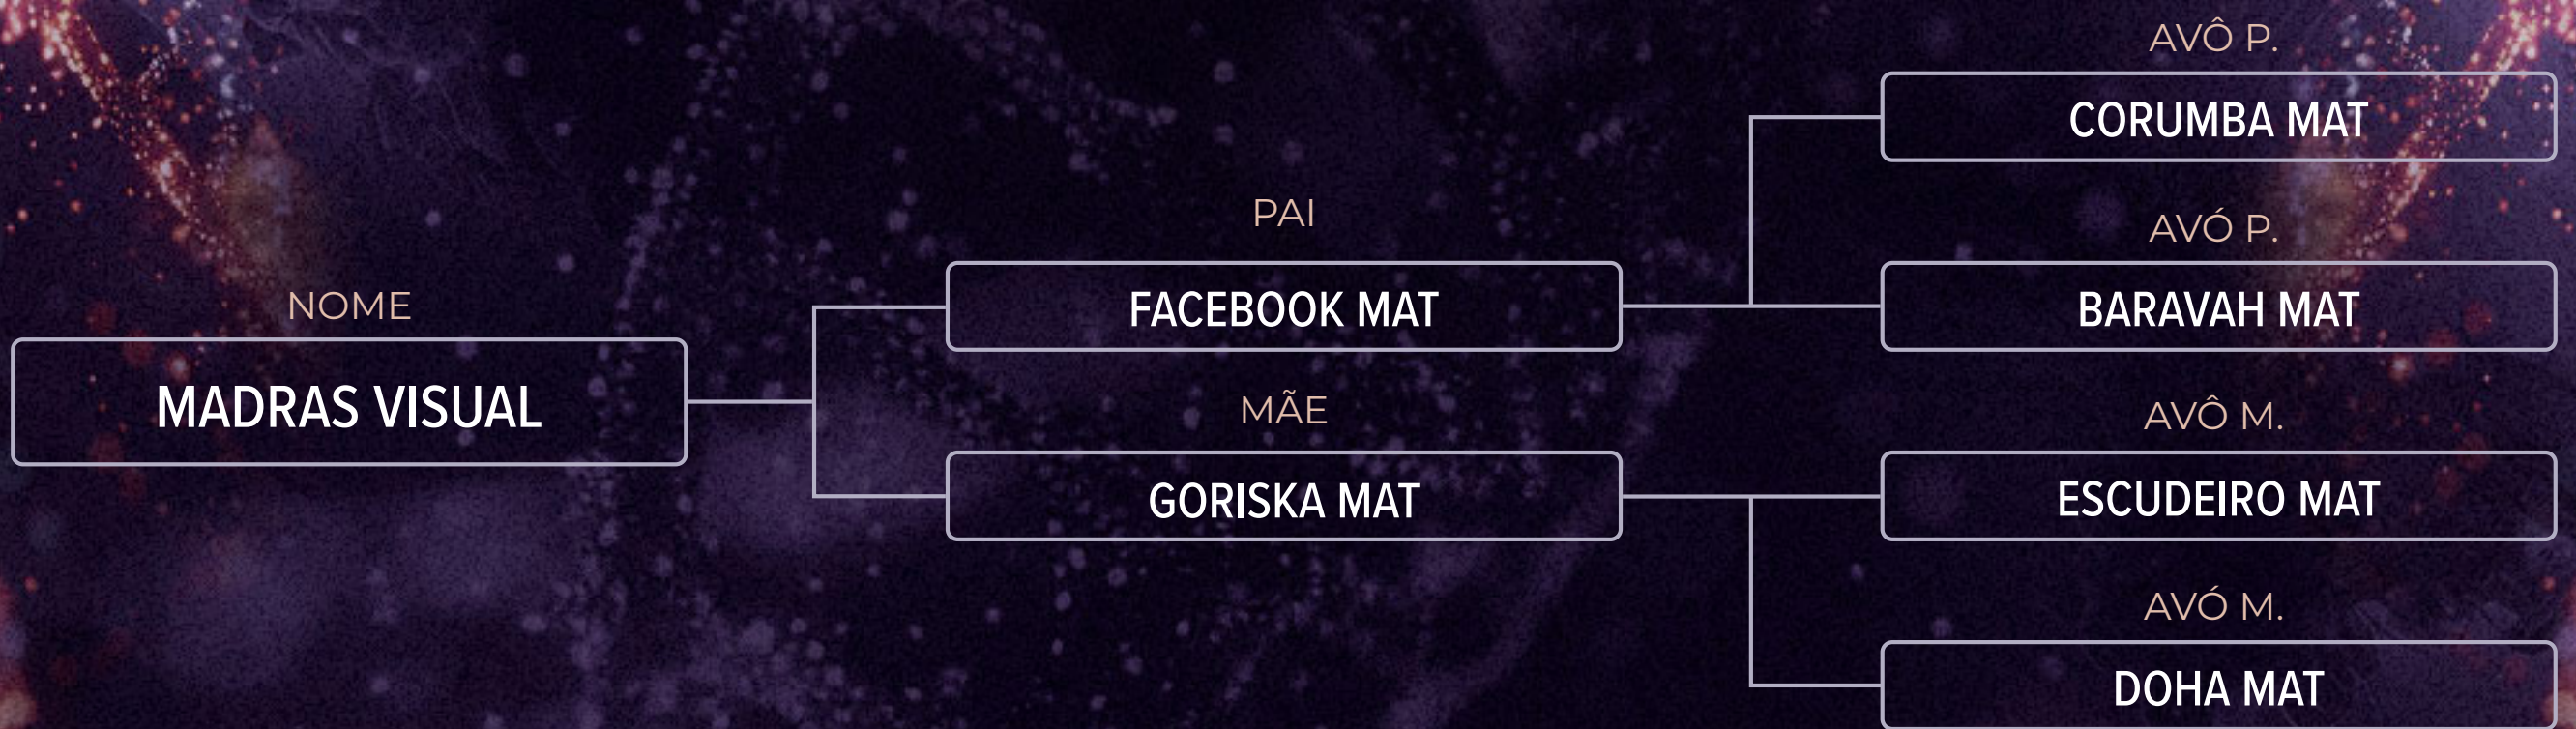 NOME
MADRAS VISUAL
PAI
FACEBOOK MAT
MÃE
GORISKA MAT
AVÔ P.
CORUMBA MAT
AVÓ P.
BARAVAH MAT
AVÔ M.
ESCUDEIRO MAT
AVÓ M.
DOHA MAT